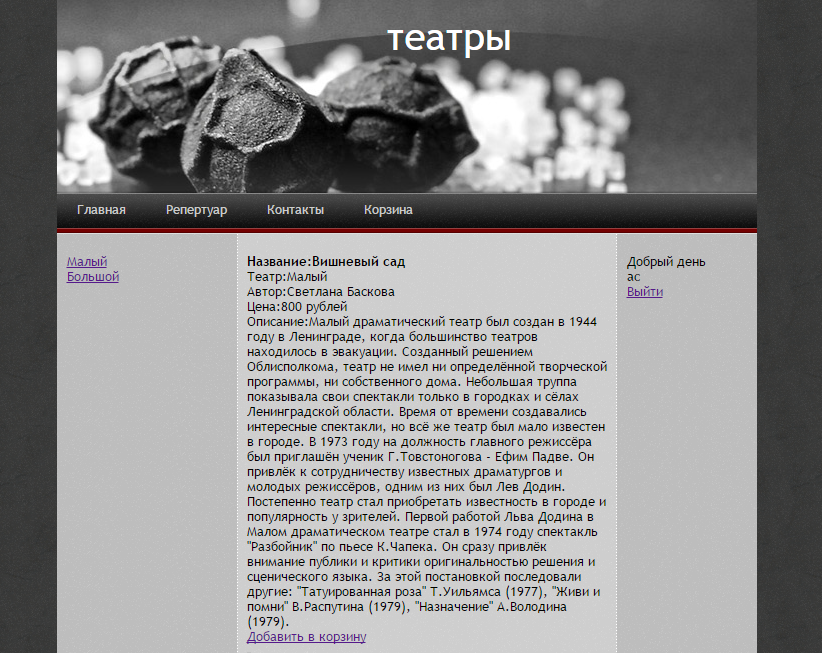 театры
Главная
Репертуар
Контакты
Корзина
Малый
Большой
Название:Вишневый сад
Театр:Малый
Автор:Светлана Баскова
Цена:800 рублей
Описание:Малый драматический театр был создан в 1944
году в Ленинграде, когда большинство театров
находилось в эвакуации. Созданный решением
Облисполкома, театр не имел ни определённой творческой
программы, ни собственного дома. Небольшая труппа
показывала свои спектакли только в городках и сёлах
Ленинградской области. Время от времени создавались
интересные спектакли, но всё же театр был мало известен
в городе. В 1973 году на должность главного режиссёра
был приглашён ученик Г.Товстоногова - Ефим Падве. Он
привлёк к сотрудничеству известных драматургов и
молодых режиссёров, одним из них был Лев Додин.
Постепенно театр стал приобретать известность в городе и
популярность у зрителей. Первой работой Льва Додина в
Малом драматическом театре стал в 1974 году спектакль
"Разбойник" по пьесе К.Чапека. Он сразу привлёк
внимание публики и критики оригинальностью решения и
сценического языка. За этой постановкой последовали
другие: "Татуированная роза" Т.Уильямса (1977), "Живи и
помни" В.Распутина (1979), "Назначение" А.Володина
(1979).
Добавить в корзину
Добрый день
ас
Выйти